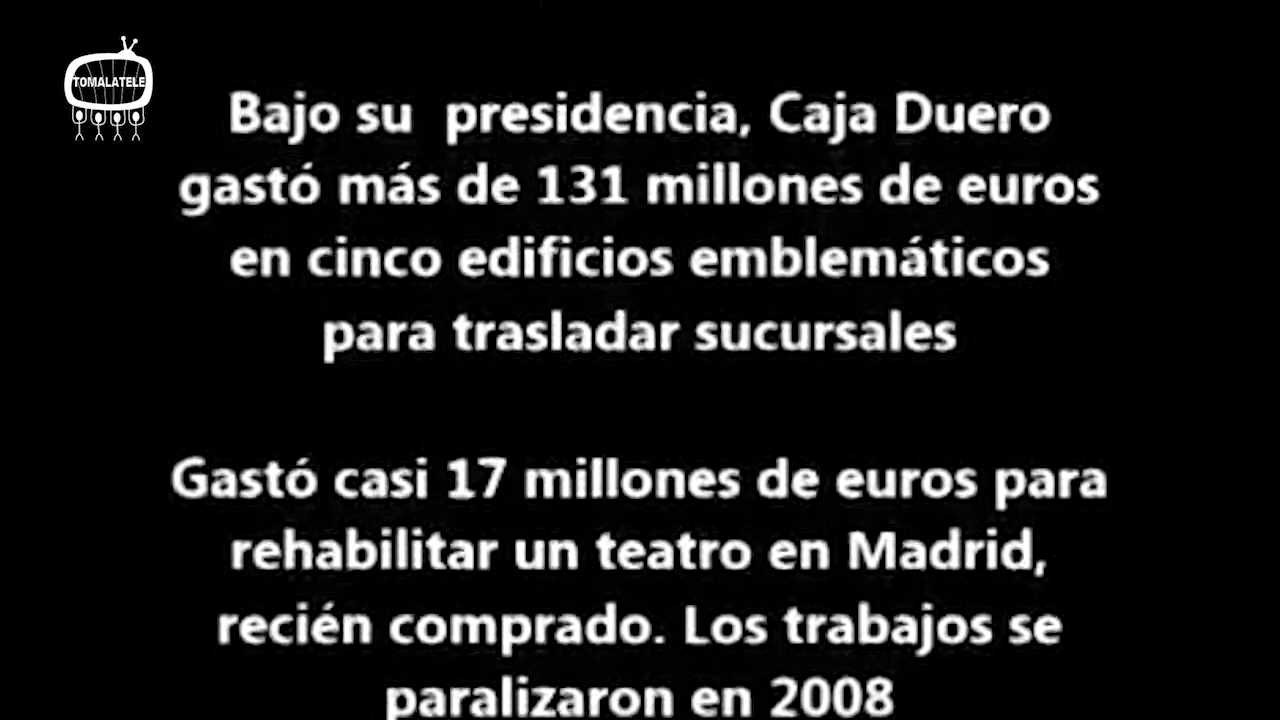 TOMALATELE
Bajo su presidencia, Caja Duero
gastó más de 131 millones de euros
en cinco edificios emblemáticos
para trasladar sucursales
Gastó casi 17 millones de euros para
rehabilitar un teatro en Madrid,
recién comprado. Los trabajos se
paralizaron en 2008